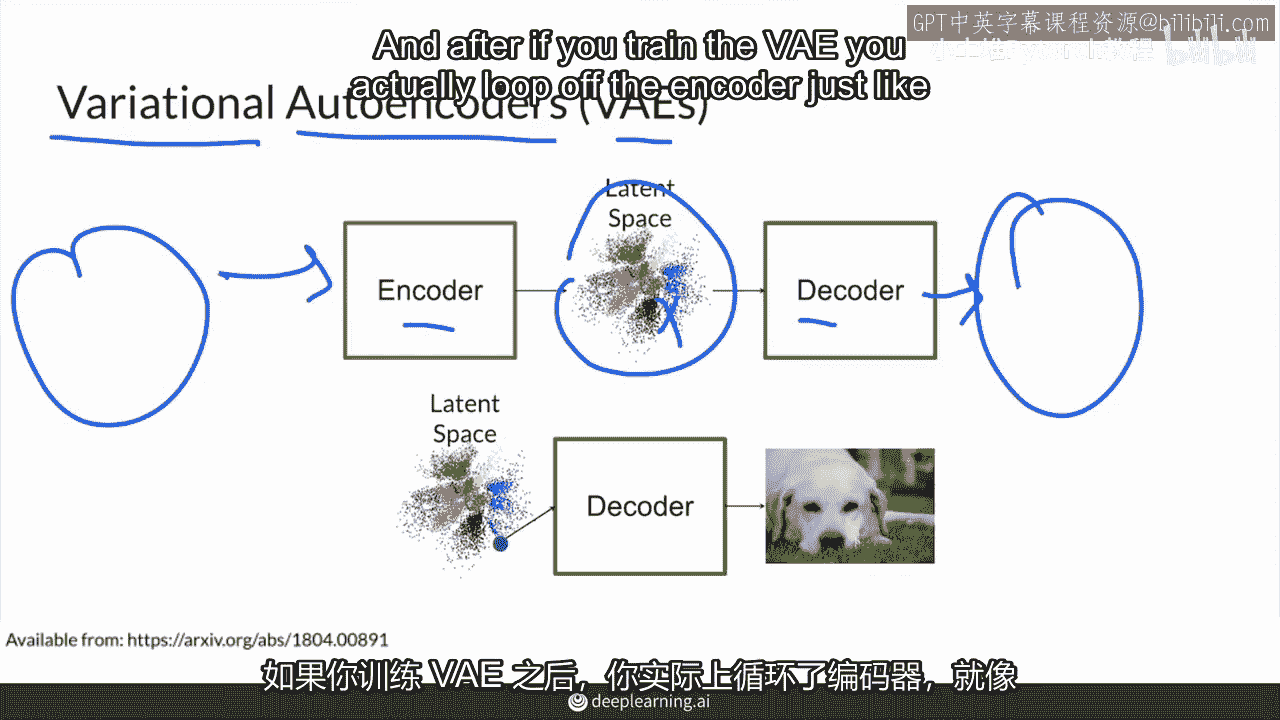 GPT中英字幕课程资源@bilibili.com
And after if you train the VAE you
actually loop off the encoder just like
Variational Autoencoders (VAEs)
Latent
Space
Encoder
Decoder
Latent
Space
Decoder
Available from: https://arxiv.org/abs/1804.00891
如果你训练 VAE 之后，你实际上循环了编码器，就像
deeplearning.ai